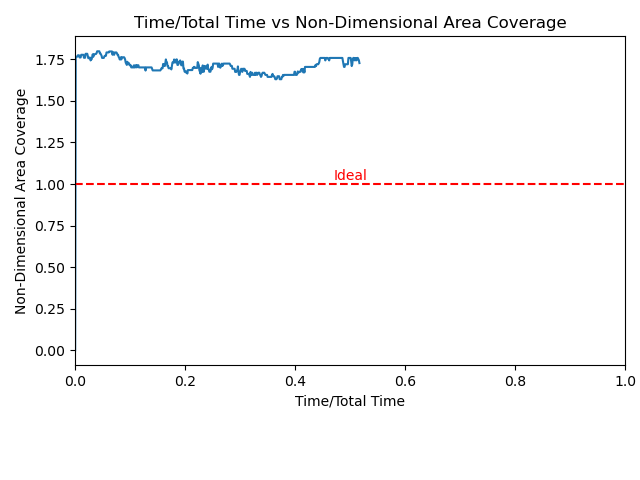 Time/Total Time vs Non-Dimensional Area Coverage
Non-Dimensional Area Coverage
1.75
1.50
1.25
1.00
0.75
0.50
0.25
0.00
Ideal
0.0 0.2 0.4 0.6 0.8 1.0
Time/Total Time